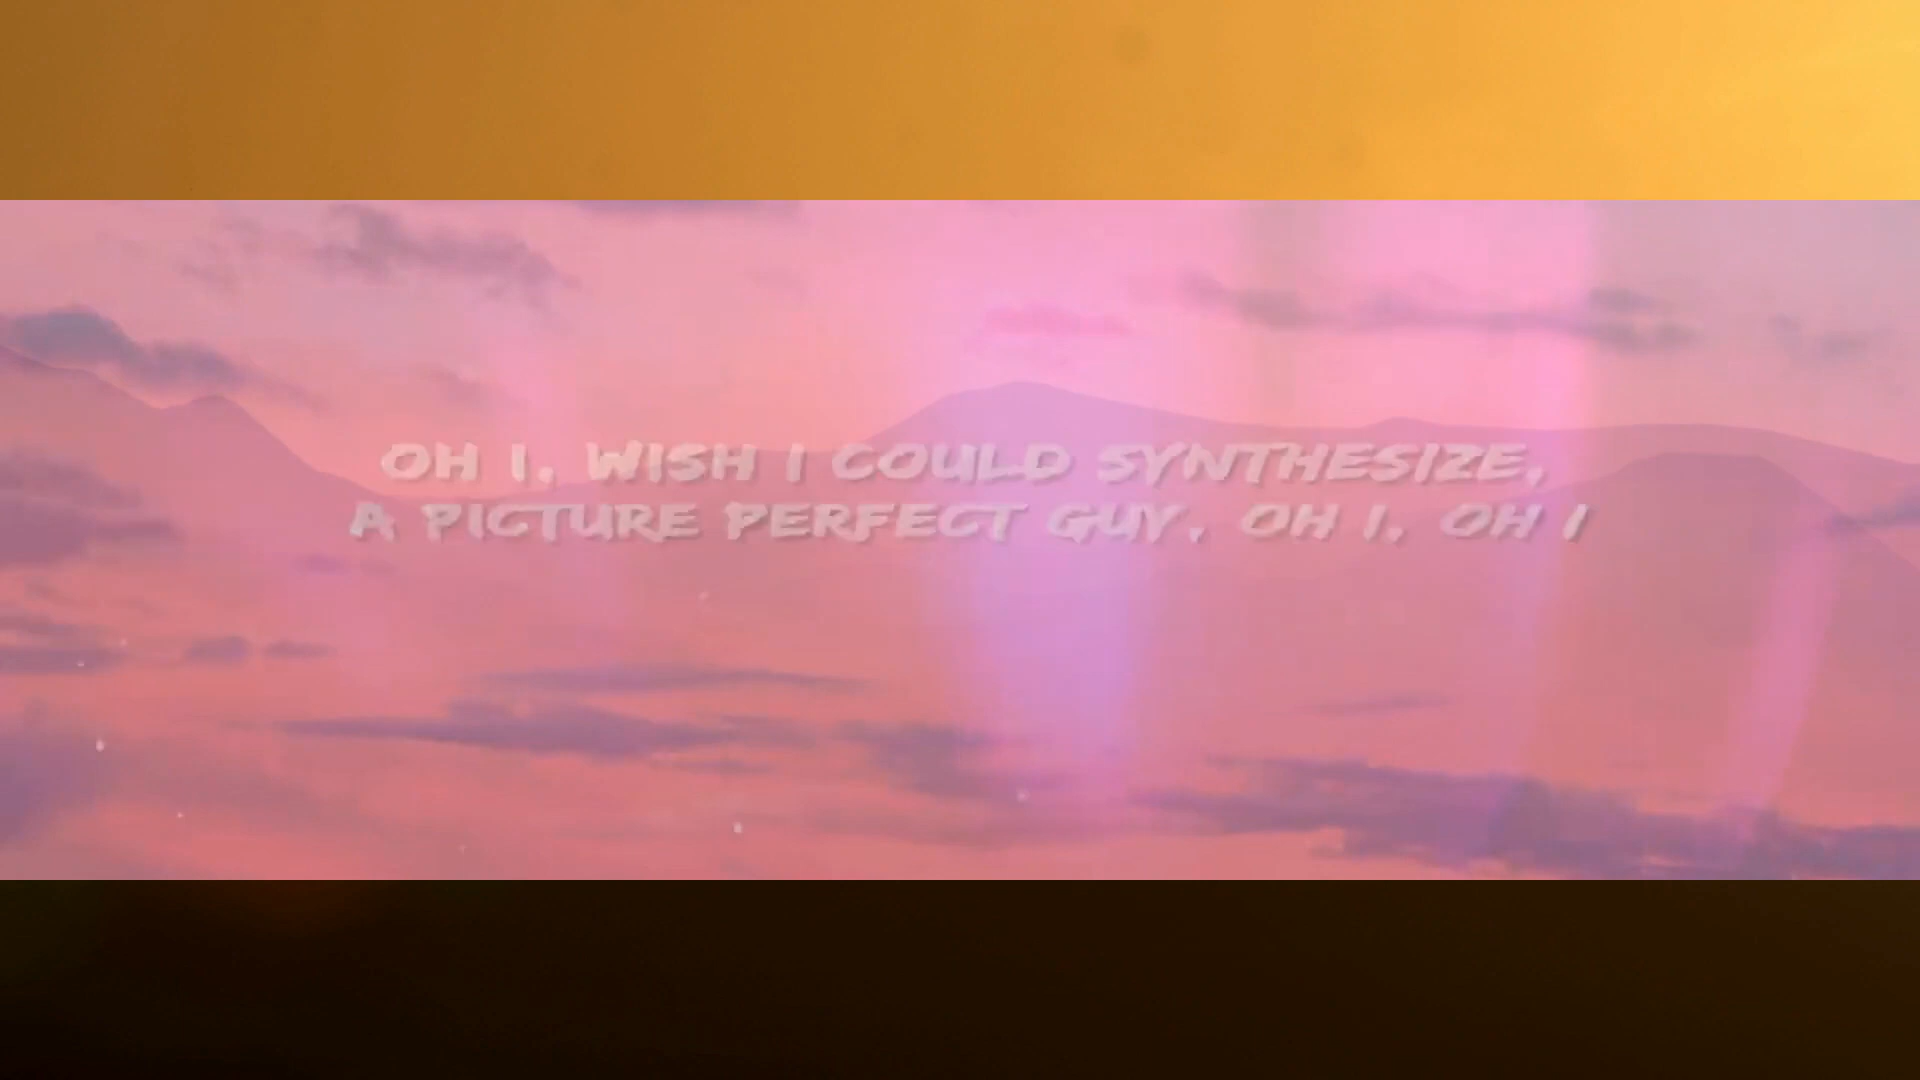 OH I, WISH I COULD SYNTHESIZE,
A PICTURE PERFECT GUY, OH I, OH I